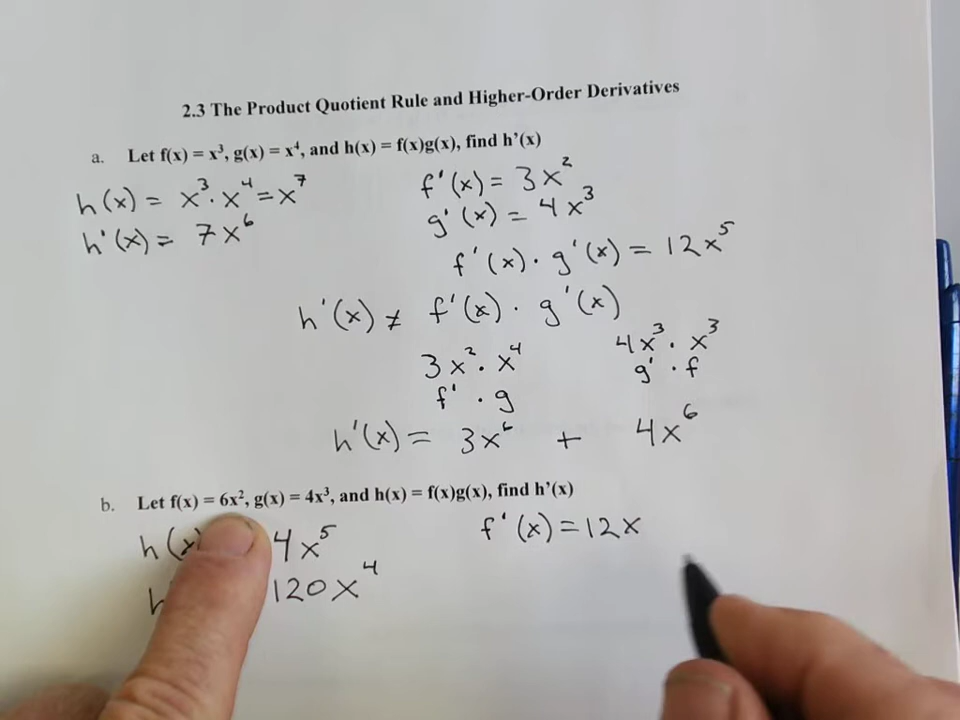 2.3 The Product Quotient Rule and Higher-Order Derivatives
a. Let f(x) = x³, g(x) = x⁴, and h(x) = f(x)g(x), find h’(x)
h(x) = x³ · x⁴ = x⁷
h'(x) = 7x⁶
f'(x) = 3x²
g'(x) = 4x³
f'(x) · g'(x) = 12x⁵
h'(x) ≠ f'(x) · g'(x)
3x² · x⁴ 4x³ · x³
f' · g g' · f
h'(x) = 3x⁶ + 4x⁶
b. Let f(x) = 6x², g(x) = 4x³, and h(x) = f(x)g(x), find h’(x)
h(x) 4x⁵ f'(x) = 12x
h 120x⁴